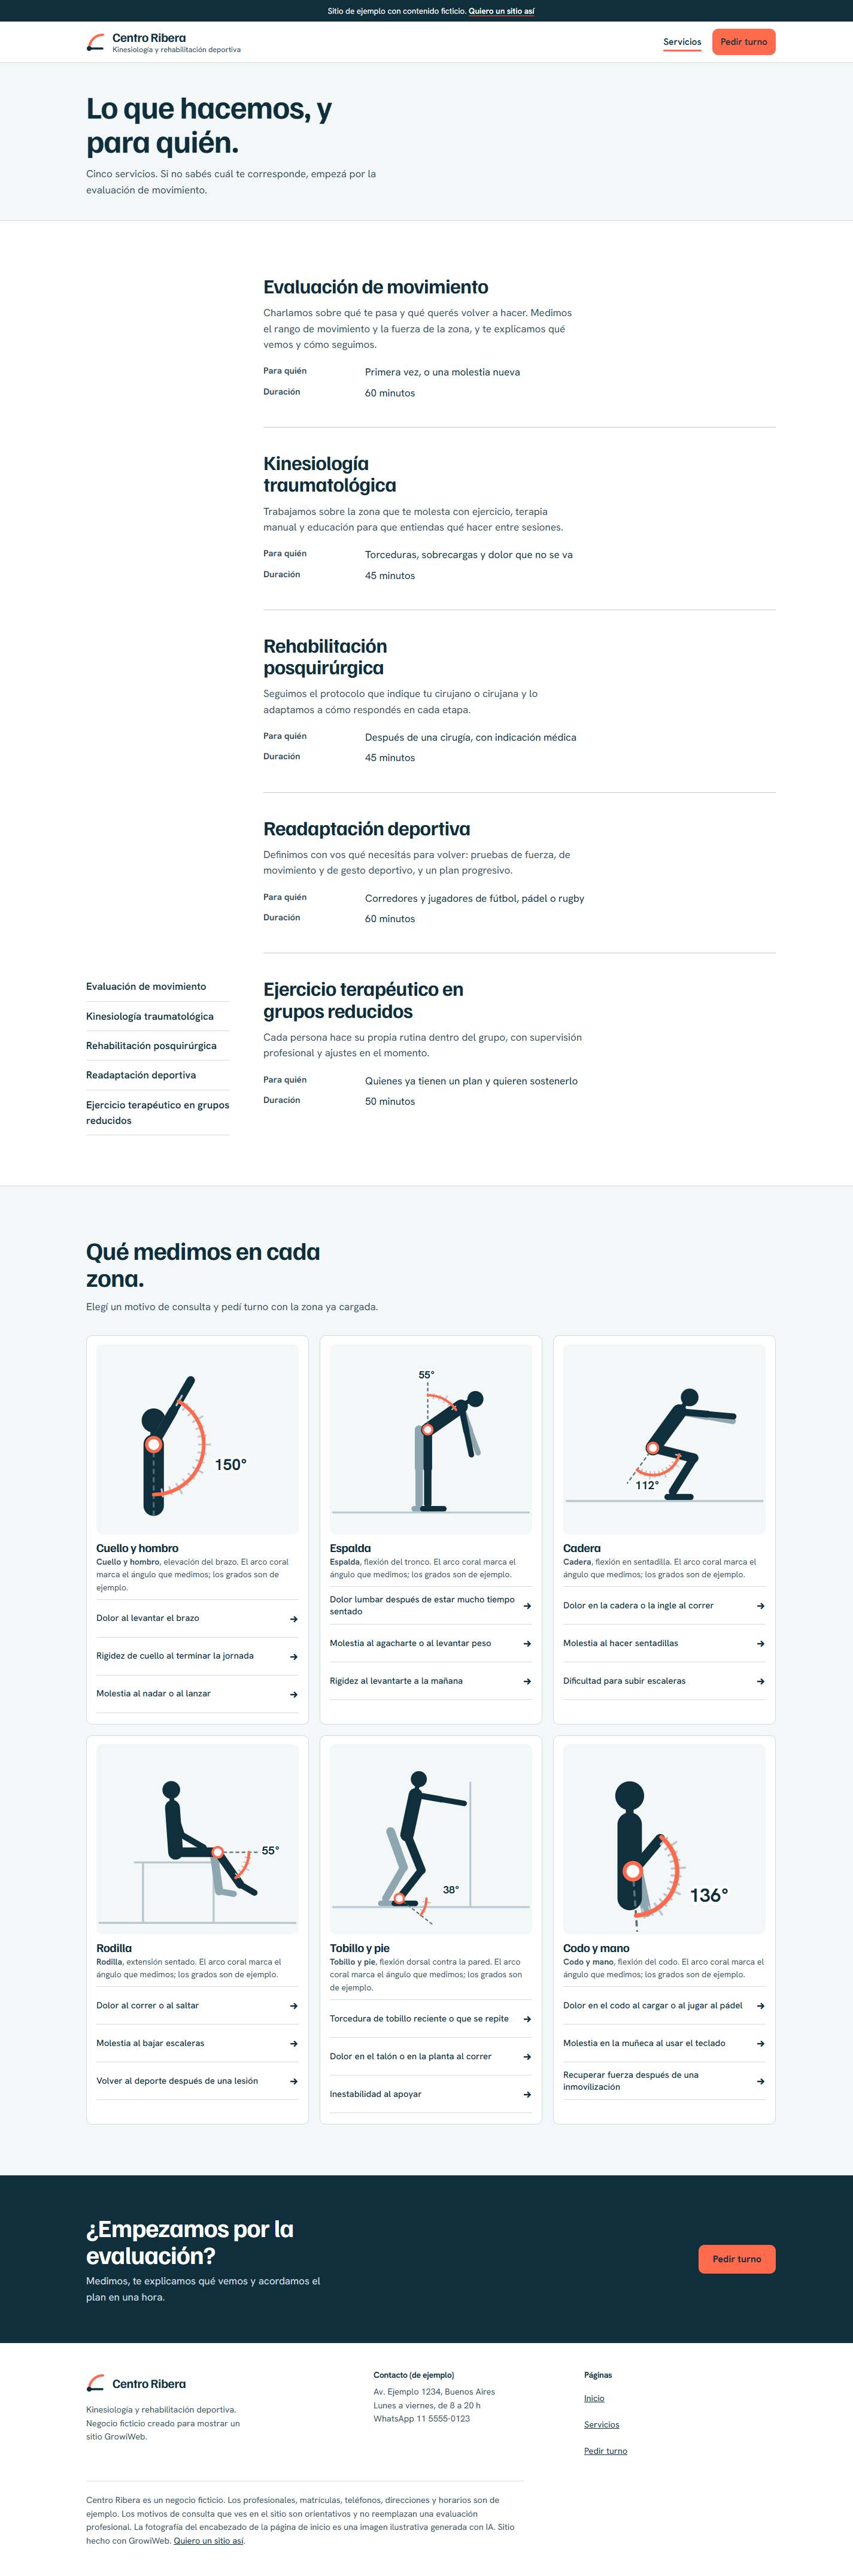 Sitio de ejemplo con contenido ficticio. Quiero un sitio así
Centro Ribera
Kinesiología y rehabilitación deportiva
Servicios
Pedir turno
Lo que hacemos, y
para quién.
Cinco servicios. Si no sabés cuál te corresponde, empezá por la
evaluación de movimiento.
Evaluación de movimiento
Charlamos sobre qué te pasa y qué querés volver a hacer. Medimos
el rango de movimiento y la fuerza de la zona, y te explicamos qué
vemos y cómo seguimos.
Para quién Primera vez, o una molestia nueva
Duración 60 minutos
Kinesiología
traumatológica
Trabajamos sobre la zona que te molesta con ejercicio, terapia
manual y educación para que entiendas qué hacer entre sesiones.
Para quién Torceduras, sobrecargas y dolor que no se va
Duración 45 minutos
Rehabilitación
posquirúrgica
Seguimos el protocolo que indique tu cirujano o cirujana y lo
adaptamos a cómo respondés en cada etapa.
Para quién Después de una cirugía, con indicación médica
Duración 45 minutos
Readaptación deportiva
Definimos con vos qué necesitás para volver: pruebas de fuerza, de
movimiento y de gesto deportivo, y un plan progresivo.
Para quién Corredores y jugadores de fútbol, pádel o rugby
Duración 60 minutos
Evaluación de movimiento
Kinesiología traumatológica
Rehabilitación posquirúrgica
Readaptación deportiva
Ejercicio terapéutico en grupos
reducidos
Ejercicio terapéutico en
grupos reducidos
Cada persona hace su propia rutina dentro del grupo, con supervisión
profesional y ajustes en el momento.
Para quién Quienes ya tienen un plan y quieren sostenerlo
Duración 50 minutos
Qué medimos en cada
zona.
Elegí un motivo de consulta y pedí turno con la zona ya cargada.
150°
Cuello y hombro
Cuello y hombro, elevación del brazo. El arco coral
marca el ángulo que medimos; los grados son de
ejemplo.
Dolor al levantar el brazo
Rigidez de cuello al terminar la jornada
Molestia al nadar o al lanzar
55°
Espalda
Espalda, flexión del tronco. El arco coral marca el
ángulo que medimos; los grados son de ejemplo.
Dolor lumbar después de estar mucho tiempo
sentado
Molestia al agacharte o al levantar peso
Rigidez al levantarte a la mañana
112°
Cadera
Cadera, flexión en sentadilla. El arco coral marca el
ángulo que medimos; los grados son de ejemplo.
Dolor en la cadera o la ingle al correr
Molestia al hacer sentadillas
Dificultad para subir escaleras
55°
Rodilla
Rodilla, extensión sentado. El arco coral marca el
ángulo que medimos; los grados son de ejemplo.
Dolor al correr o al saltar
Molestia al bajar escaleras
Volver al deporte después de una lesión
38°
Tobillo y pie
Tobillo y pie, flexión dorsal contra la pared. El arco
coral marca el ángulo que medimos; los grados son
de ejemplo.
Torcedura de tobillo reciente o que se repite
Dolor en el talón o en la planta al correr
Inestabilidad al apoyar
136°
Codo y mano
Codo y mano, flexión del codo. El arco coral marca el
ángulo que medimos; los grados son de ejemplo.
Dolor en el codo al cargar o al jugar al pádel
Molestia en la muñeca al usar el teclado
Recuperar fuerza después de una
inmovilización
¿Empezamos por la
evaluación?
Medimos, te explicamos qué vemos y acordamos el
plan en una hora.
Pedir turno
Centro Ribera
Kinesiología y rehabilitación deportiva.
Negocio ficticio creado para mostrar un
sitio GrowiWeb.
Contacto (de ejemplo)
Av. Ejemplo 1234, Buenos Aires
Lunes a viernes, de 8 a 20 h
WhatsApp 11 5555-0123
Páginas
Inicio
Servicios
Pedir turno
Centro Ribera es un negocio ficticio. Los profesionales, matrículas, teléfonos, direcciones y horarios son de
ejemplo. Los motivos de consulta que ves en el sitio son orientativos y no reemplazan una evaluación
profesional. La fotografía del encabezado de la página de inicio es una imagen ilustrativa generada con IA. Sitio
hecho con GrowiWeb. Quiero un sitio así.